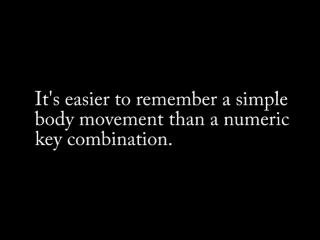 It's easier to remember a simple
body movement than a numeric
key combination.